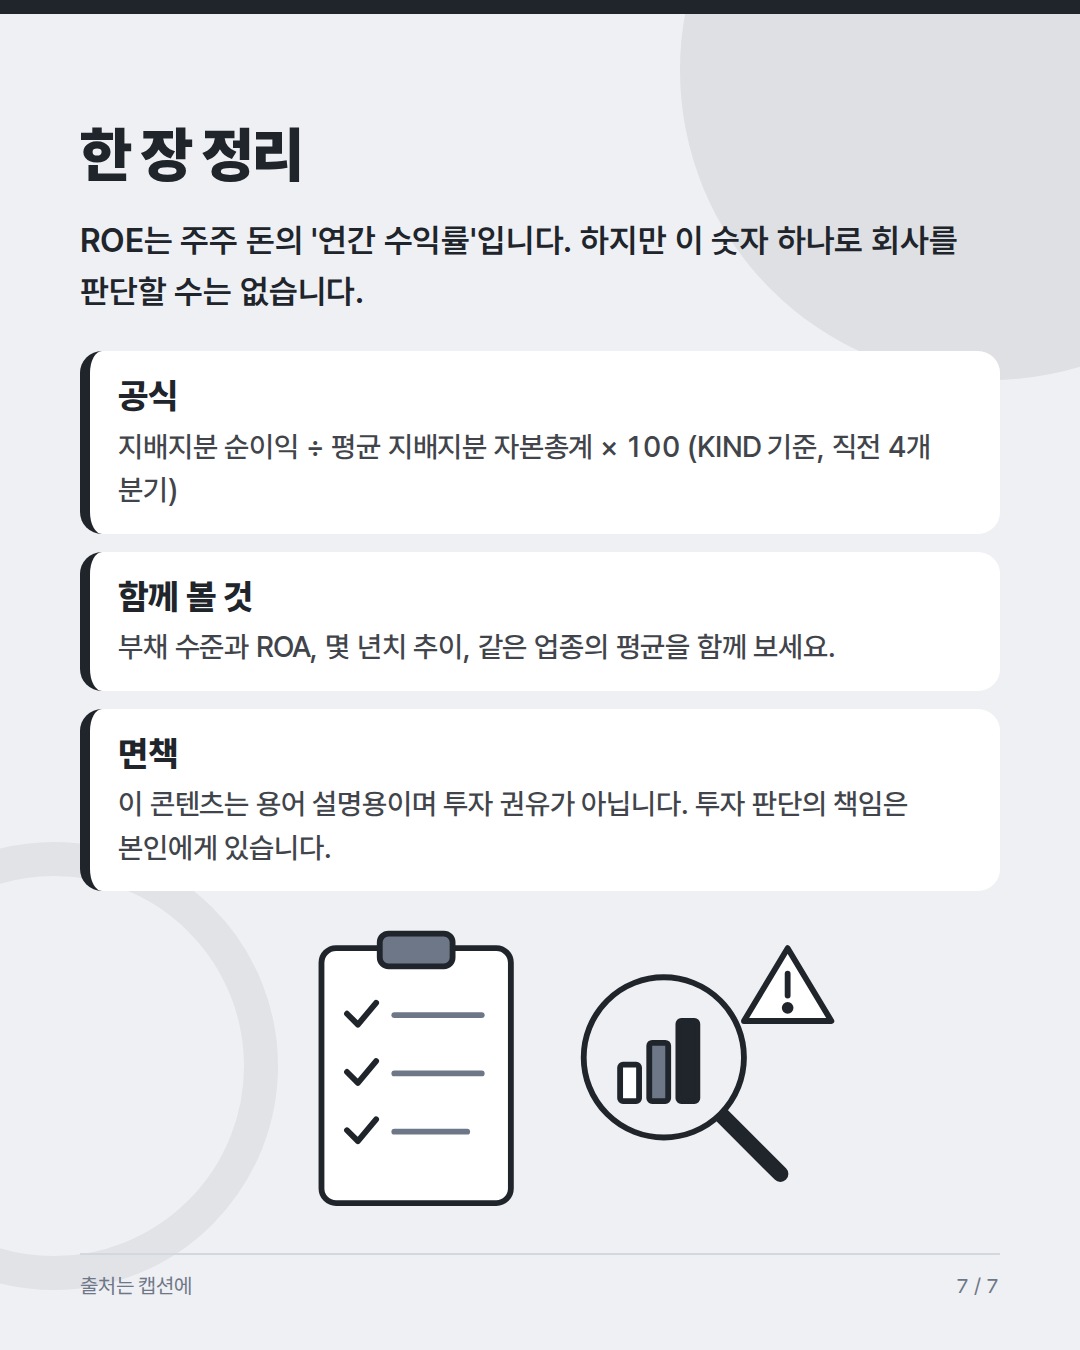 한 장 정리
ROE는 주주 돈의 '연간 수익률'입니다. 하지만 이 숫자 하나로 회사를
판단할 수는 없습니다.
공식
지배지분 순이익 ÷ 평균 지배지분 자본총계 × 100 (KIND 기준, 직전 4개
분기)
함께 볼 것
부채 수준과 ROA, 몇 년치 추이, 같은 업종의 평균을 함께 보세요.
면책
이 콘텐츠는 용어 설명용이며 투자 권유가 아닙니다. 투자 판단의 책임은
본인에게 있습니다.
출처는 캡션에
7 / 7